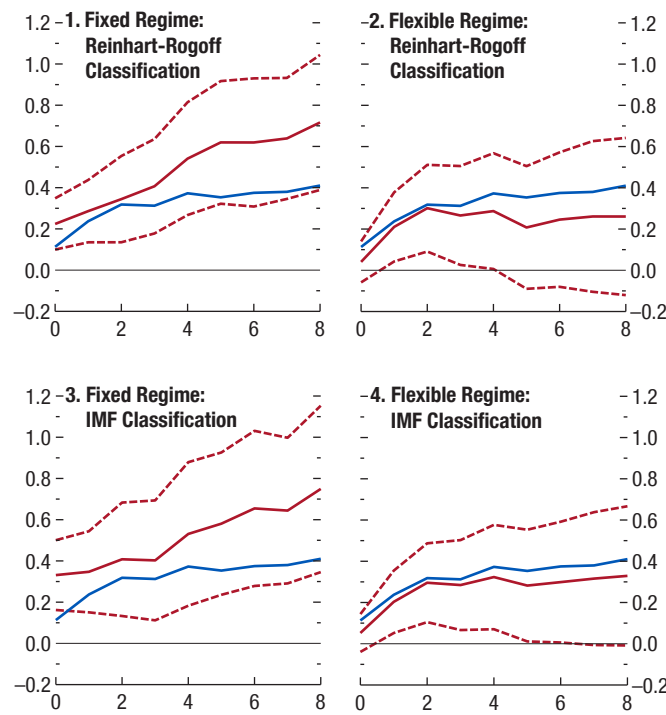 1. Fixed Regime:
Reinhart-Rogoff
Classification
1.2
1.0
0.8
0.6
0.4
0.2
0.0
–0.2
0 2 4 6 8
2. Flexible Regime:
Reinhart-Rogoff
Classification
1.2
1.0
0.8
0.6
0.4
0.2
0.0
–0.2
0 2 4 6 8
3. Fixed Regime:
IMF Classification
1.2
1.0
0.8
0.6
0.4
0.2
0.0
–0.2
0 2 4 6 8
4. Flexible Regime:
IMF Classification
1.2
1.0
0.8
0.6
0.4
0.2
0.0
–0.2
0 2 4 6 8